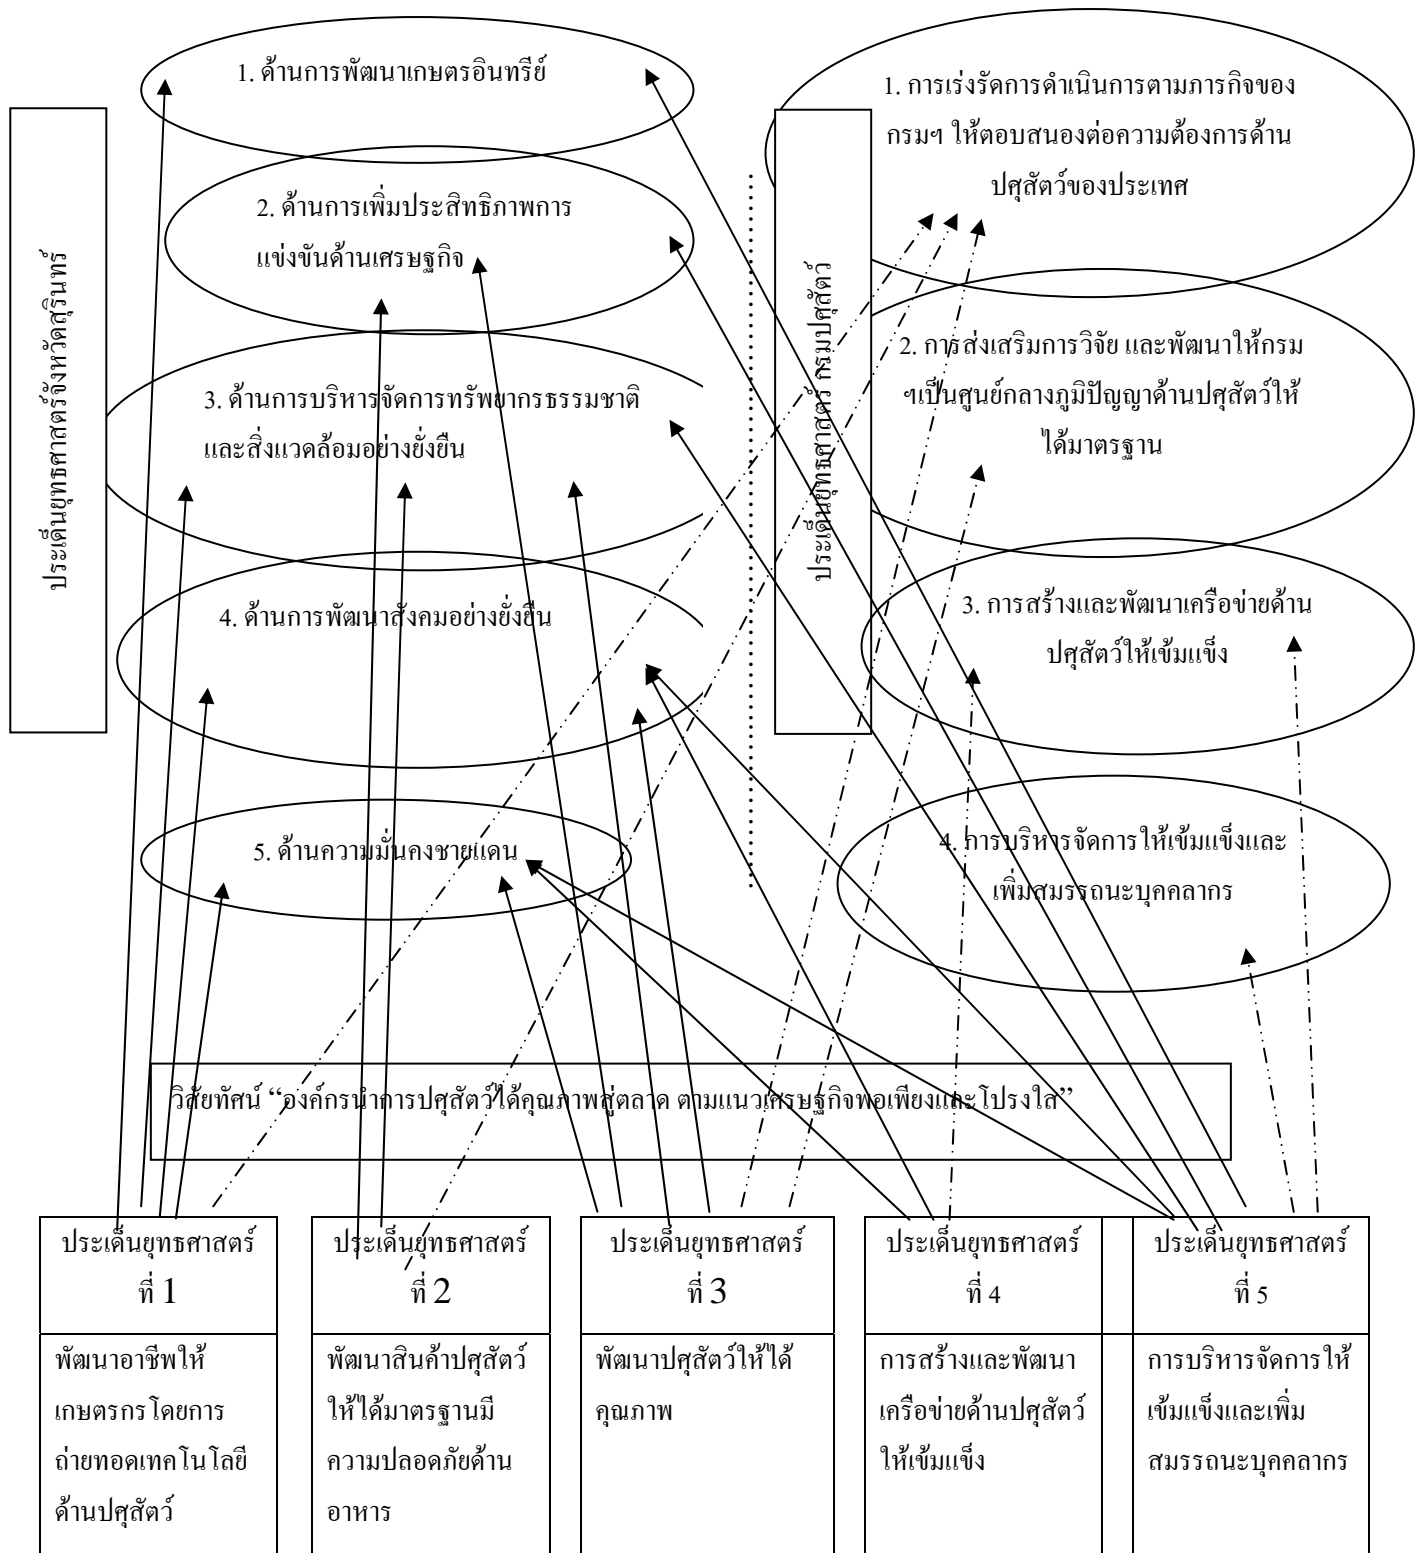 ประเด็นยุทธศาสตร์จังหวัดสุรินทร์
1. ด้านการพัฒนาเกษตรอินทรีย์
2. ด้านการเพิ่มประสิทธิภาพการ
แข่งขันด้านเศรษฐกิจ
3. ด้านการบริหารจัดการทรัพยากรธรรมชาติ
และสิ่งแวดล้อมอย่างยั่งยืน
4. ด้านการพัฒนาสังคมอย่างยั่งยืน
5. ด้านความมั่นคงชายแดน
ประเด็นยุทธศาสตร์ กรมปศุสัตว์
1. การเร่งรัดการดำเนินการตามภารกิจของ
กรมฯ ให้ตอบสนองต่อความต้องการด้าน
ปศุสัตว์ของประเทศ
2. การส่งเสริมการวิจัย และพัฒนาให้กรม
ฯเป็นศูนย์กลางภูมิปัญญาด้านปศุสัตว์ให้
ได้มาตรฐาน
3. การสร้างและพัฒนาเครือข่ายด้าน
ปศุสัตว์ให้เข้มแข็ง
4. การบริหารจัดการให้เข้มแข็งและ
เพิ่มสมรรถนะบุคคลากร
วิสัยทัศน์ “องค์กรนำการปศุสัตว์ได้คุณภาพสู่ตลาด ตามแนวเศรษฐกิจพอเพียงและโปรงใส”
ประเด็นยุทธศาสตร์
ที่ 1
พัฒนาอาชีพให้
เกษตรกรโดยการ
ถ่ายทอดเทคโนโลยี
ด้านปศุสัตว์
ประเด็นยุทธศาสตร์
ที่ 2
พัฒนาสินค้าปศุสัตว์
ให้ได้มาตรฐานมี
ความปลอดภัยด้าน
อาหาร
ประเด็นยุทธศาสตร์
ที่ 3
พัฒนาปศุสัตว์ให้ได้
คุณภาพ
ประเด็นยุทธศาสตร์
ที่ 4
การสร้างและพัฒนา
เครือข่ายด้านปศุสัตว์
ให้เข้มแข็ง
ประเด็นยุทธศาสตร์
ที่ 5
การบริหารจัดการให้
เข้มแข็งและเพิ่ม
สมรรถนะบุคคลากร